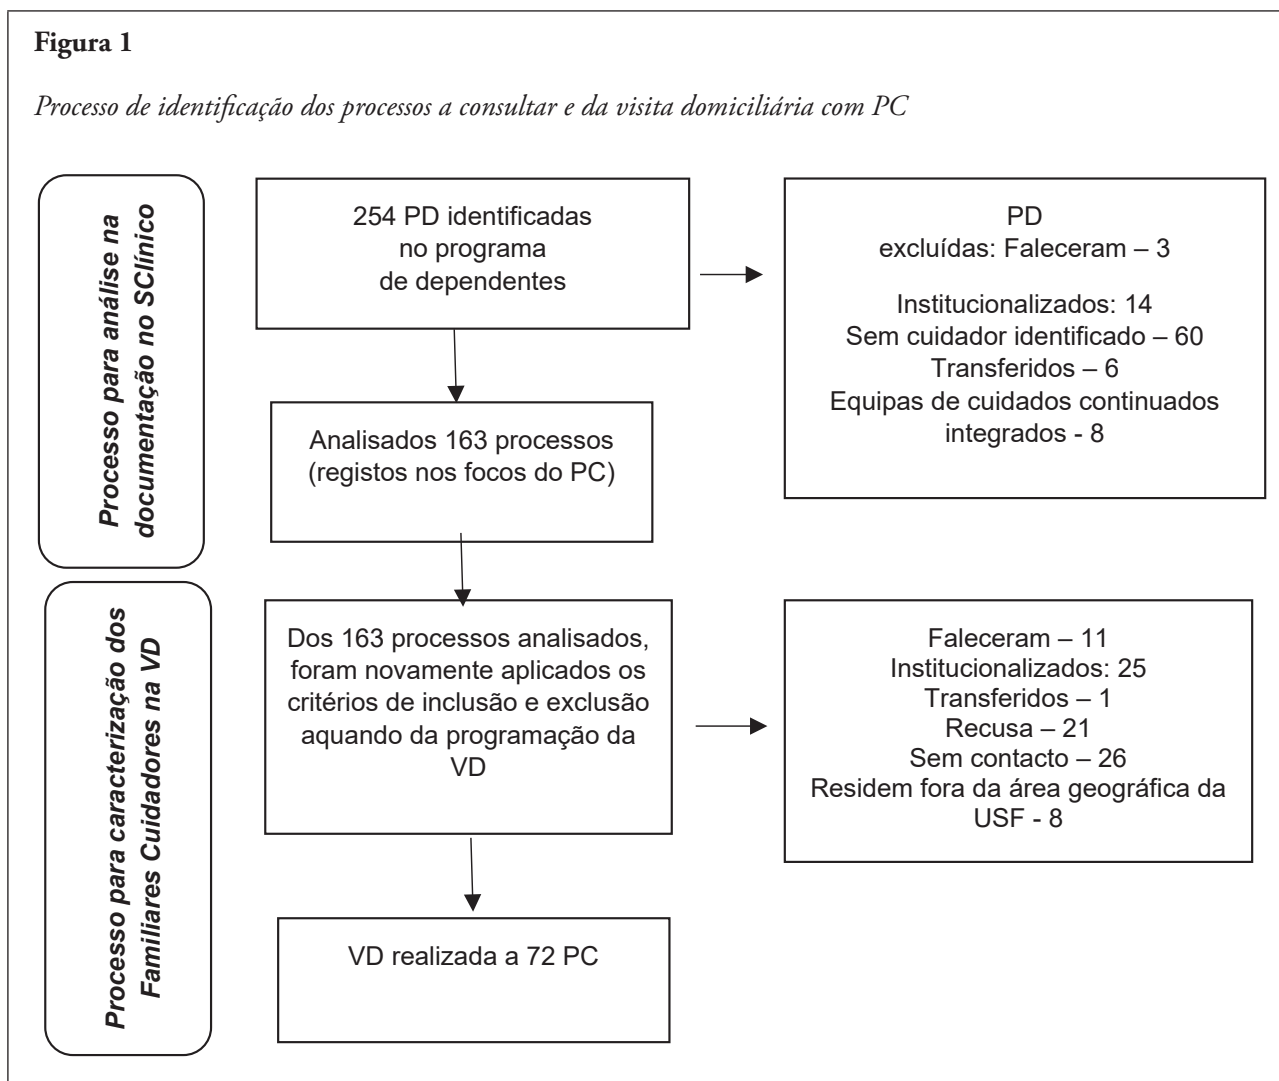 Figura 1
Processo de identificação dos processos a consultar e da visita domiciliária com PC
Processo para análise na
documentação no SClínico
254 PD identificadas
no programa
de dependentes
PD
excluídas: Faleceram – 3
Institucionalizados: 14
Sem cuidador identificado – 60
Transferidos – 6
Equipas de cuidados continuados
integrados - 8
Analisados 163 processos
(registos nos focos do PC)
Processo para caracterização dos
Familiares Cuidadores na VD
Dos 163 processos analisados,
foram novamente aplicados os
critérios de inclusão e exclusão
aquando da programação da
VD
Faleceram – 11
Institucionalizados: 25
Transferidos – 1
Recusa – 21
Sem contacto – 26
Residem fora da área geográfica da
USF - 8
VD realizada a 72 PC